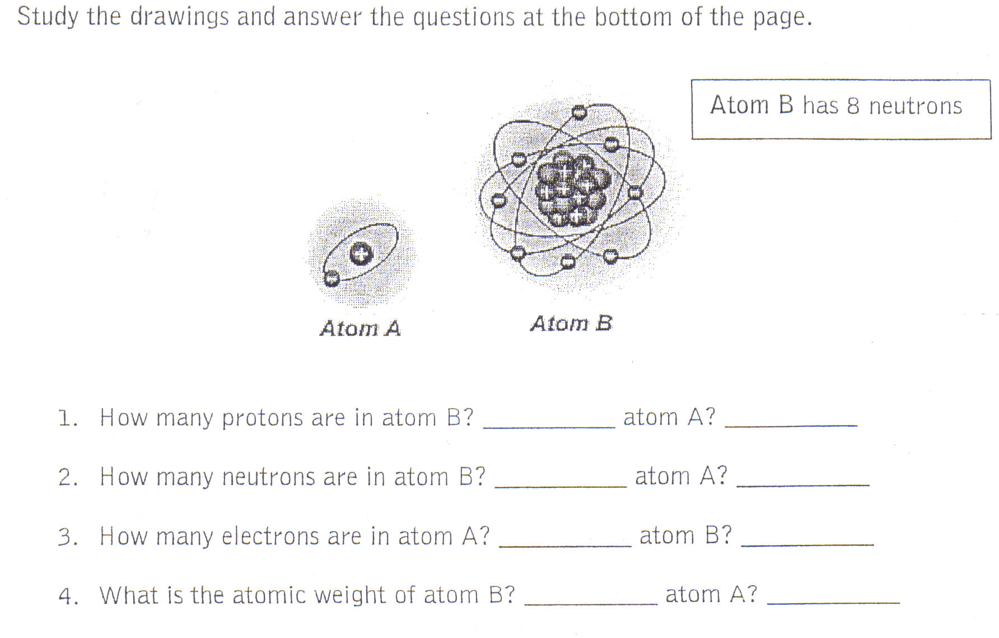 Study the drawings and answer the questions at the bottom of the page.
Atom B has 8 neutrons
Atom A
Atom B
1. How many protons are in atom B? __________ atom A? __________
2. How many neutrons are in atom B? __________ atom A? __________
3. How many electrons are in atom A? __________ atom B? __________
4. What is the atomic weight of atom B? __________ atom A? __________